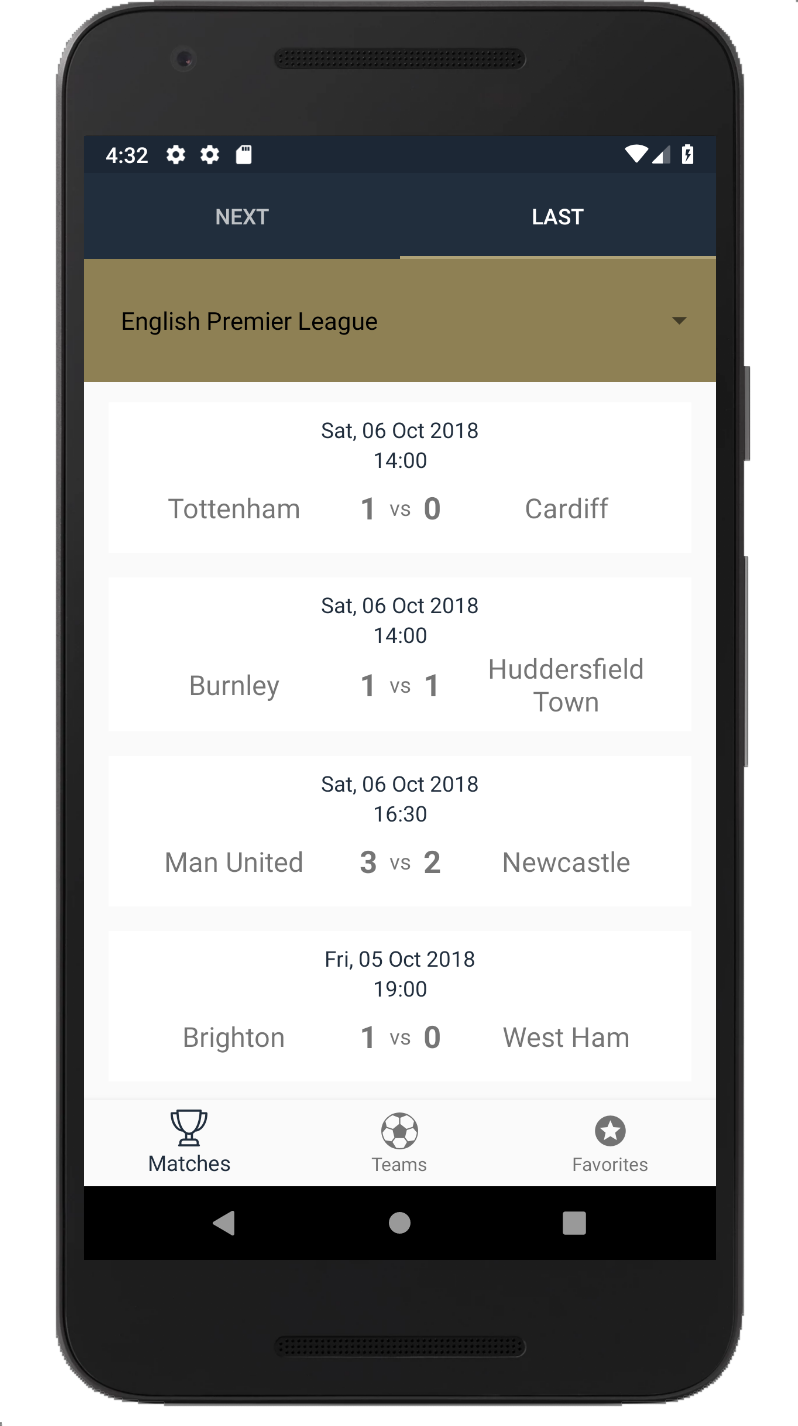 4:32
NEXT LAST
English Premier League
Sat, 06 Oct 2018
14:00
Tottenham 1 vs 0 Cardiff
Sat, 06 Oct 2018
14:00
Burnley 1 vs 1 Huddersfield
Town
Sat, 06 Oct 2018
16:30
Man United 3 vs 2 Newcastle
Fri, 05 Oct 2018
19:00
Brighton 1 vs 0 West Ham
Matches Teams Favorites